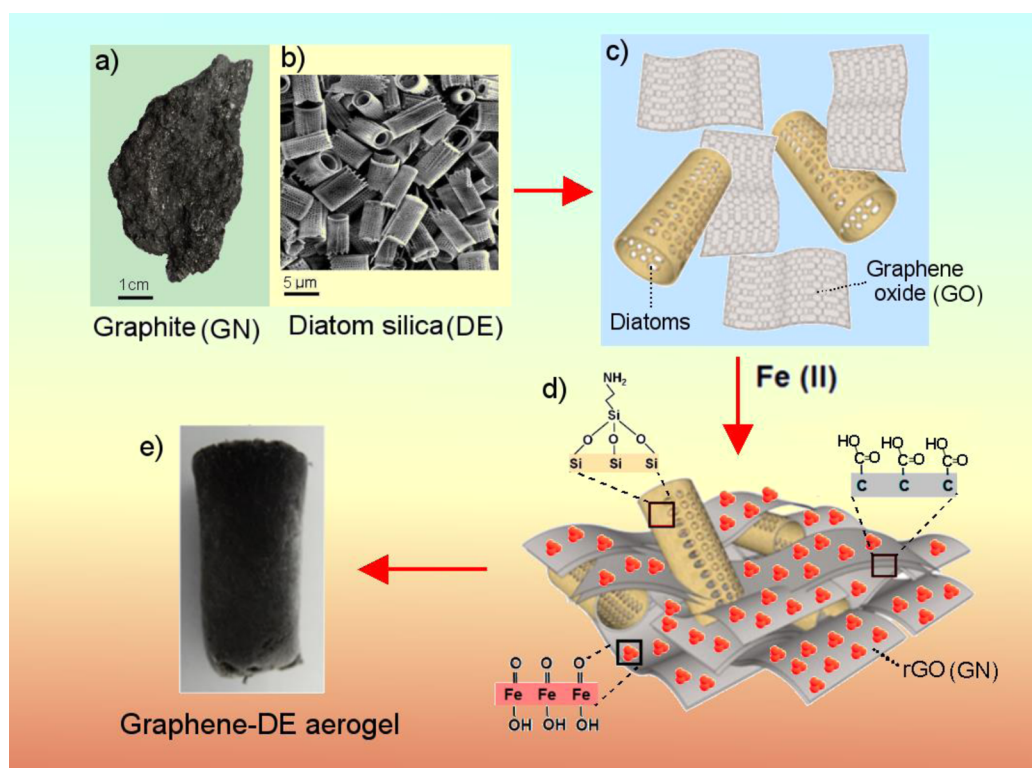 a)
1cm
Graphite (GN)
b)
5 µm
Diatom silica (DE)
c)
Graphene
oxide (GO)
Diatoms
Fe (II)
d)
NH2
Si
O O O
Si Si Si
HO HO HO
C=O C=O C=O
C C C
rGO (GN)
O O O
Fe Fe Fe
OH OH OH
e)
Graphene-DE aerogel